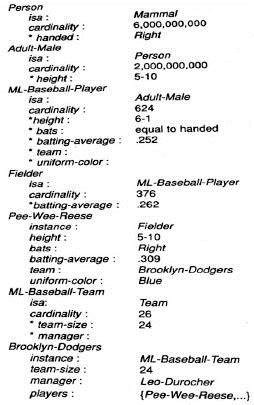 Person
isa : Mammal
cardinality : 6,000,000,000
* handed : Right
Adult-Male
isa : Person
cardinality : 2,000,000,000
* height : 5-10
ML-Baseball-Player
isa : Adult-Male
cardinality : 624
*height : 6-1
* bats : equal to handed
* batting-average : .252
* team :
* uniform-color :
Fielder
isa : ML-Baseball-Player
cardinality : 376
*batting-average : .262
Pee-Wee-Reese
instance : Fielder
height : 5-10
bats : Right
batting-average : .309
team : Brooklyn-Dodgers
uniform-color : Blue
ML-Baseball-Team
isa: Team
cardinality : 26
* team-size : 24
* manager :
Brooklyn-Dodgers
instance : ML-Baseball-Team
team-size : 24
manager : Leo-Durocher
players : {Pee-Wee-Reese,...}